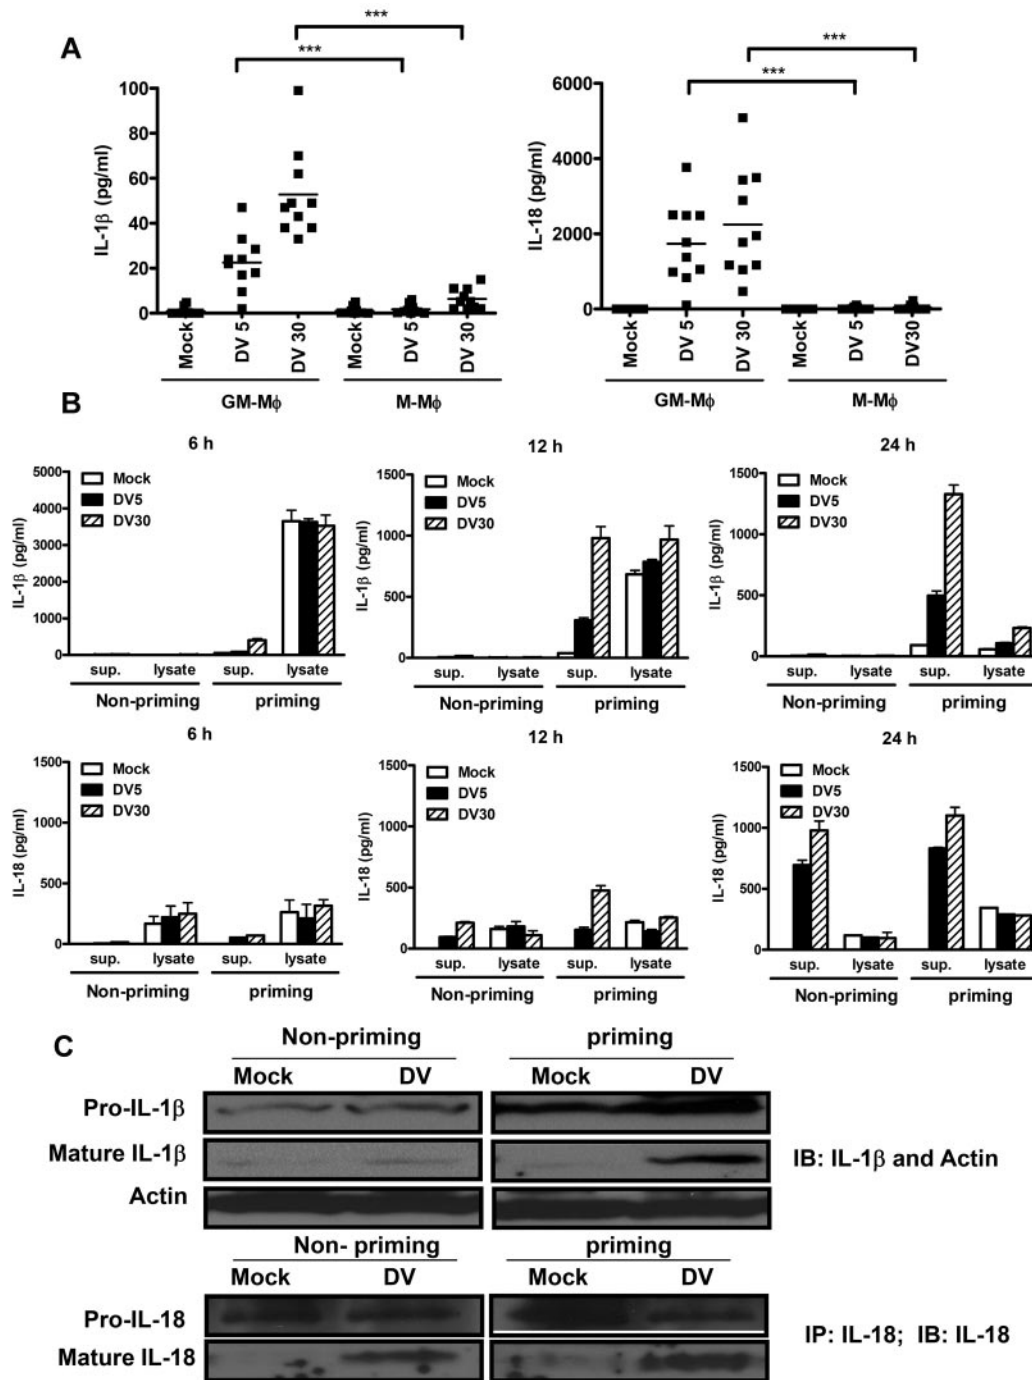 A
***
***
***
***
IL-1β (pg/ml)
100
80
60
40
20
0
Mock
DV 5
DV 30
Mock
DV 5
DV 30
GM-Mϕ
M-Mϕ
IL-18 (pg/ml)
6000
4000
2000
0
Mock
DV 5
DV 30
Mock
DV 5
DV30
GM-Mϕ
M-Mϕ
B
6 h
IL-1β (pg/ml)
5000
4000
3000
2000
1000
0
Mock
DV5
DV30
sup.
lysate
sup.
lysate
Non-priming
priming
12 h
IL-1β (pg/ml)
1500
1000
500
0
Mock
DV5
DV30
sup.
lysate
sup.
lysate
Non-priming
priming
24 h
IL-1β (pg/ml)
1500
1000
500
0
Mock
DV5
DV30
sup.
lysate
sup.
lysate
Non-priming
priming
6 h
IL-18 (pg/ml)
1500
1000
500
0
Mock
DV5
DV30
sup.
lysate
sup.
lysate
Non-priming
priming
12 h
IL-18 (pg/ml)
1500
1000
500
0
Mock
DV5
DV30
sup.
lysate
sup.
lysate
Non-priming
priming
24 h
IL-18 (pg/ml)
1500
1000
500
0
Mock
DV5
DV30
sup.
lysate
sup.
lysate
Non-priming
priming
C
Non-priming
priming
Mock
DV
Mock
DV
Pro-IL-1β
Mature IL-1β
IB: IL-1β and Actin
Actin
Non- priming
priming
Mock
DV
Mock
DV
Pro-IL-18
IP: IL-18; IB: IL-18
Mature IL-18